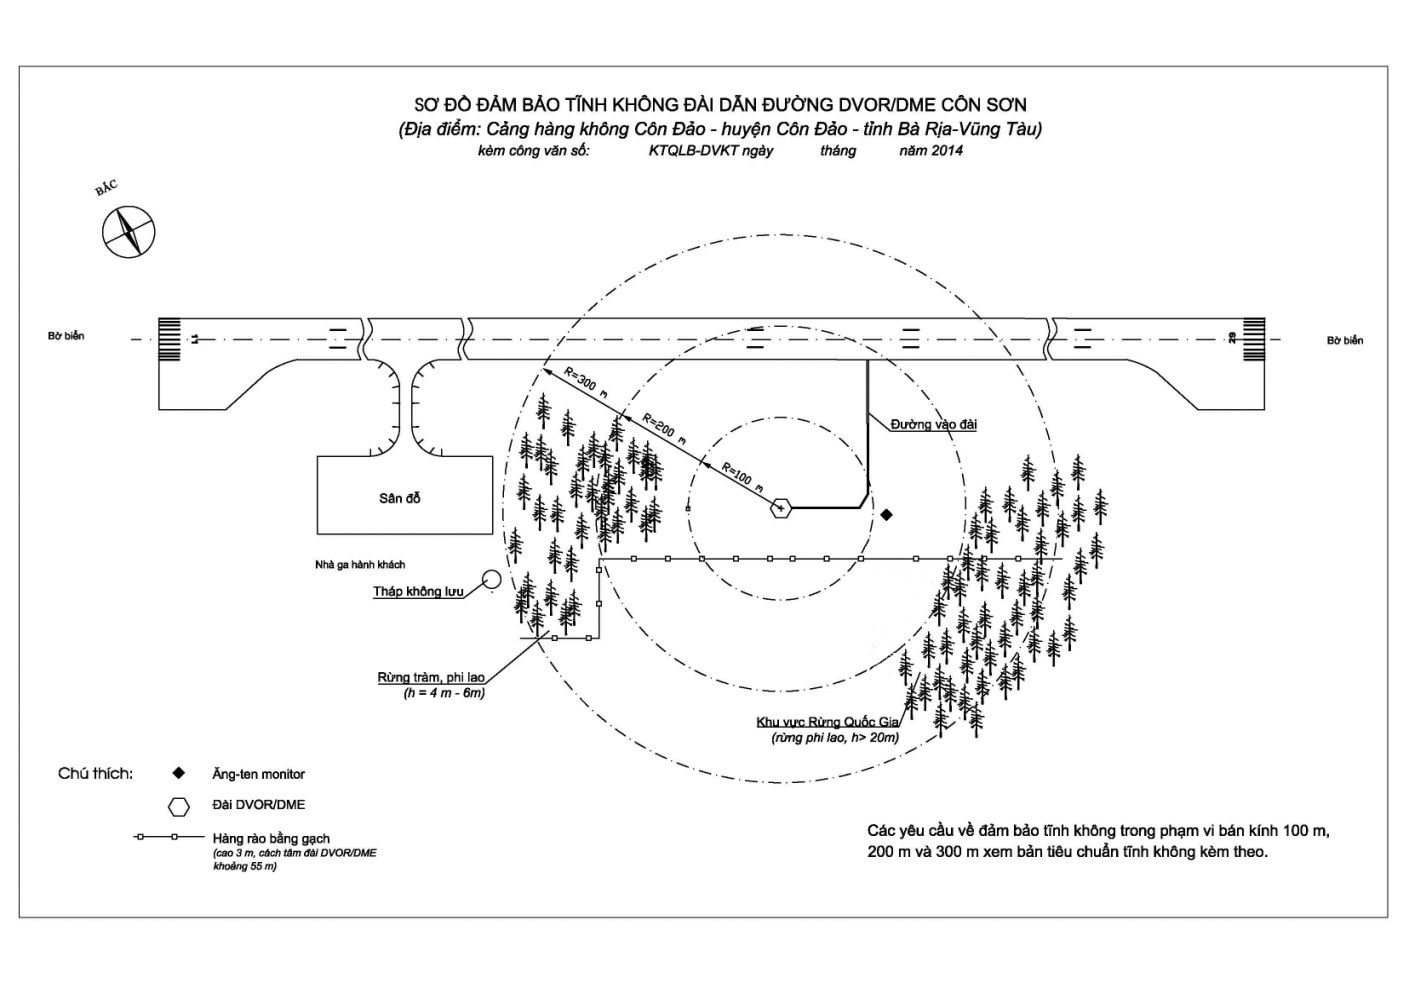 SƠ ĐỒ ĐẢM BẢO TĨNH KHÔNG ĐÀI DẪN ĐƯỜNG DVOR/DME CÔN SƠN
(Địa điểm: Cảng hàng không Côn Đảo - huyện Côn Đảo - tỉnh Bà Rịa-Vũng Tàu)
kèm công văn số: KTQLB-DVKT ngày tháng năm 2014
BẮC
Bờ biển
11
29
Bờ biển
R=300 m
R=200 m
R=100 m
Đường vào đài
Sân đỗ
Nhà ga hành khách
Tháp không lưu
Rừng tràm, phi lao
(h = 4 m - 6m)
Khu vực Rừng Quốc Gia
(rừng phi lao, h> 20m)
Chú thích:
Ăng-ten monitor
Đài DVOR/DME
Hàng rào bằng gạch
(cao 3 m, cách tâm đài DVOR/DME
khoảng 55 m)
Các yêu cầu về đảm bảo tĩnh không trong phạm vi bán kính 100 m,
200 m và 300 m xem bản tiêu chuẩn tĩnh không kèm theo.